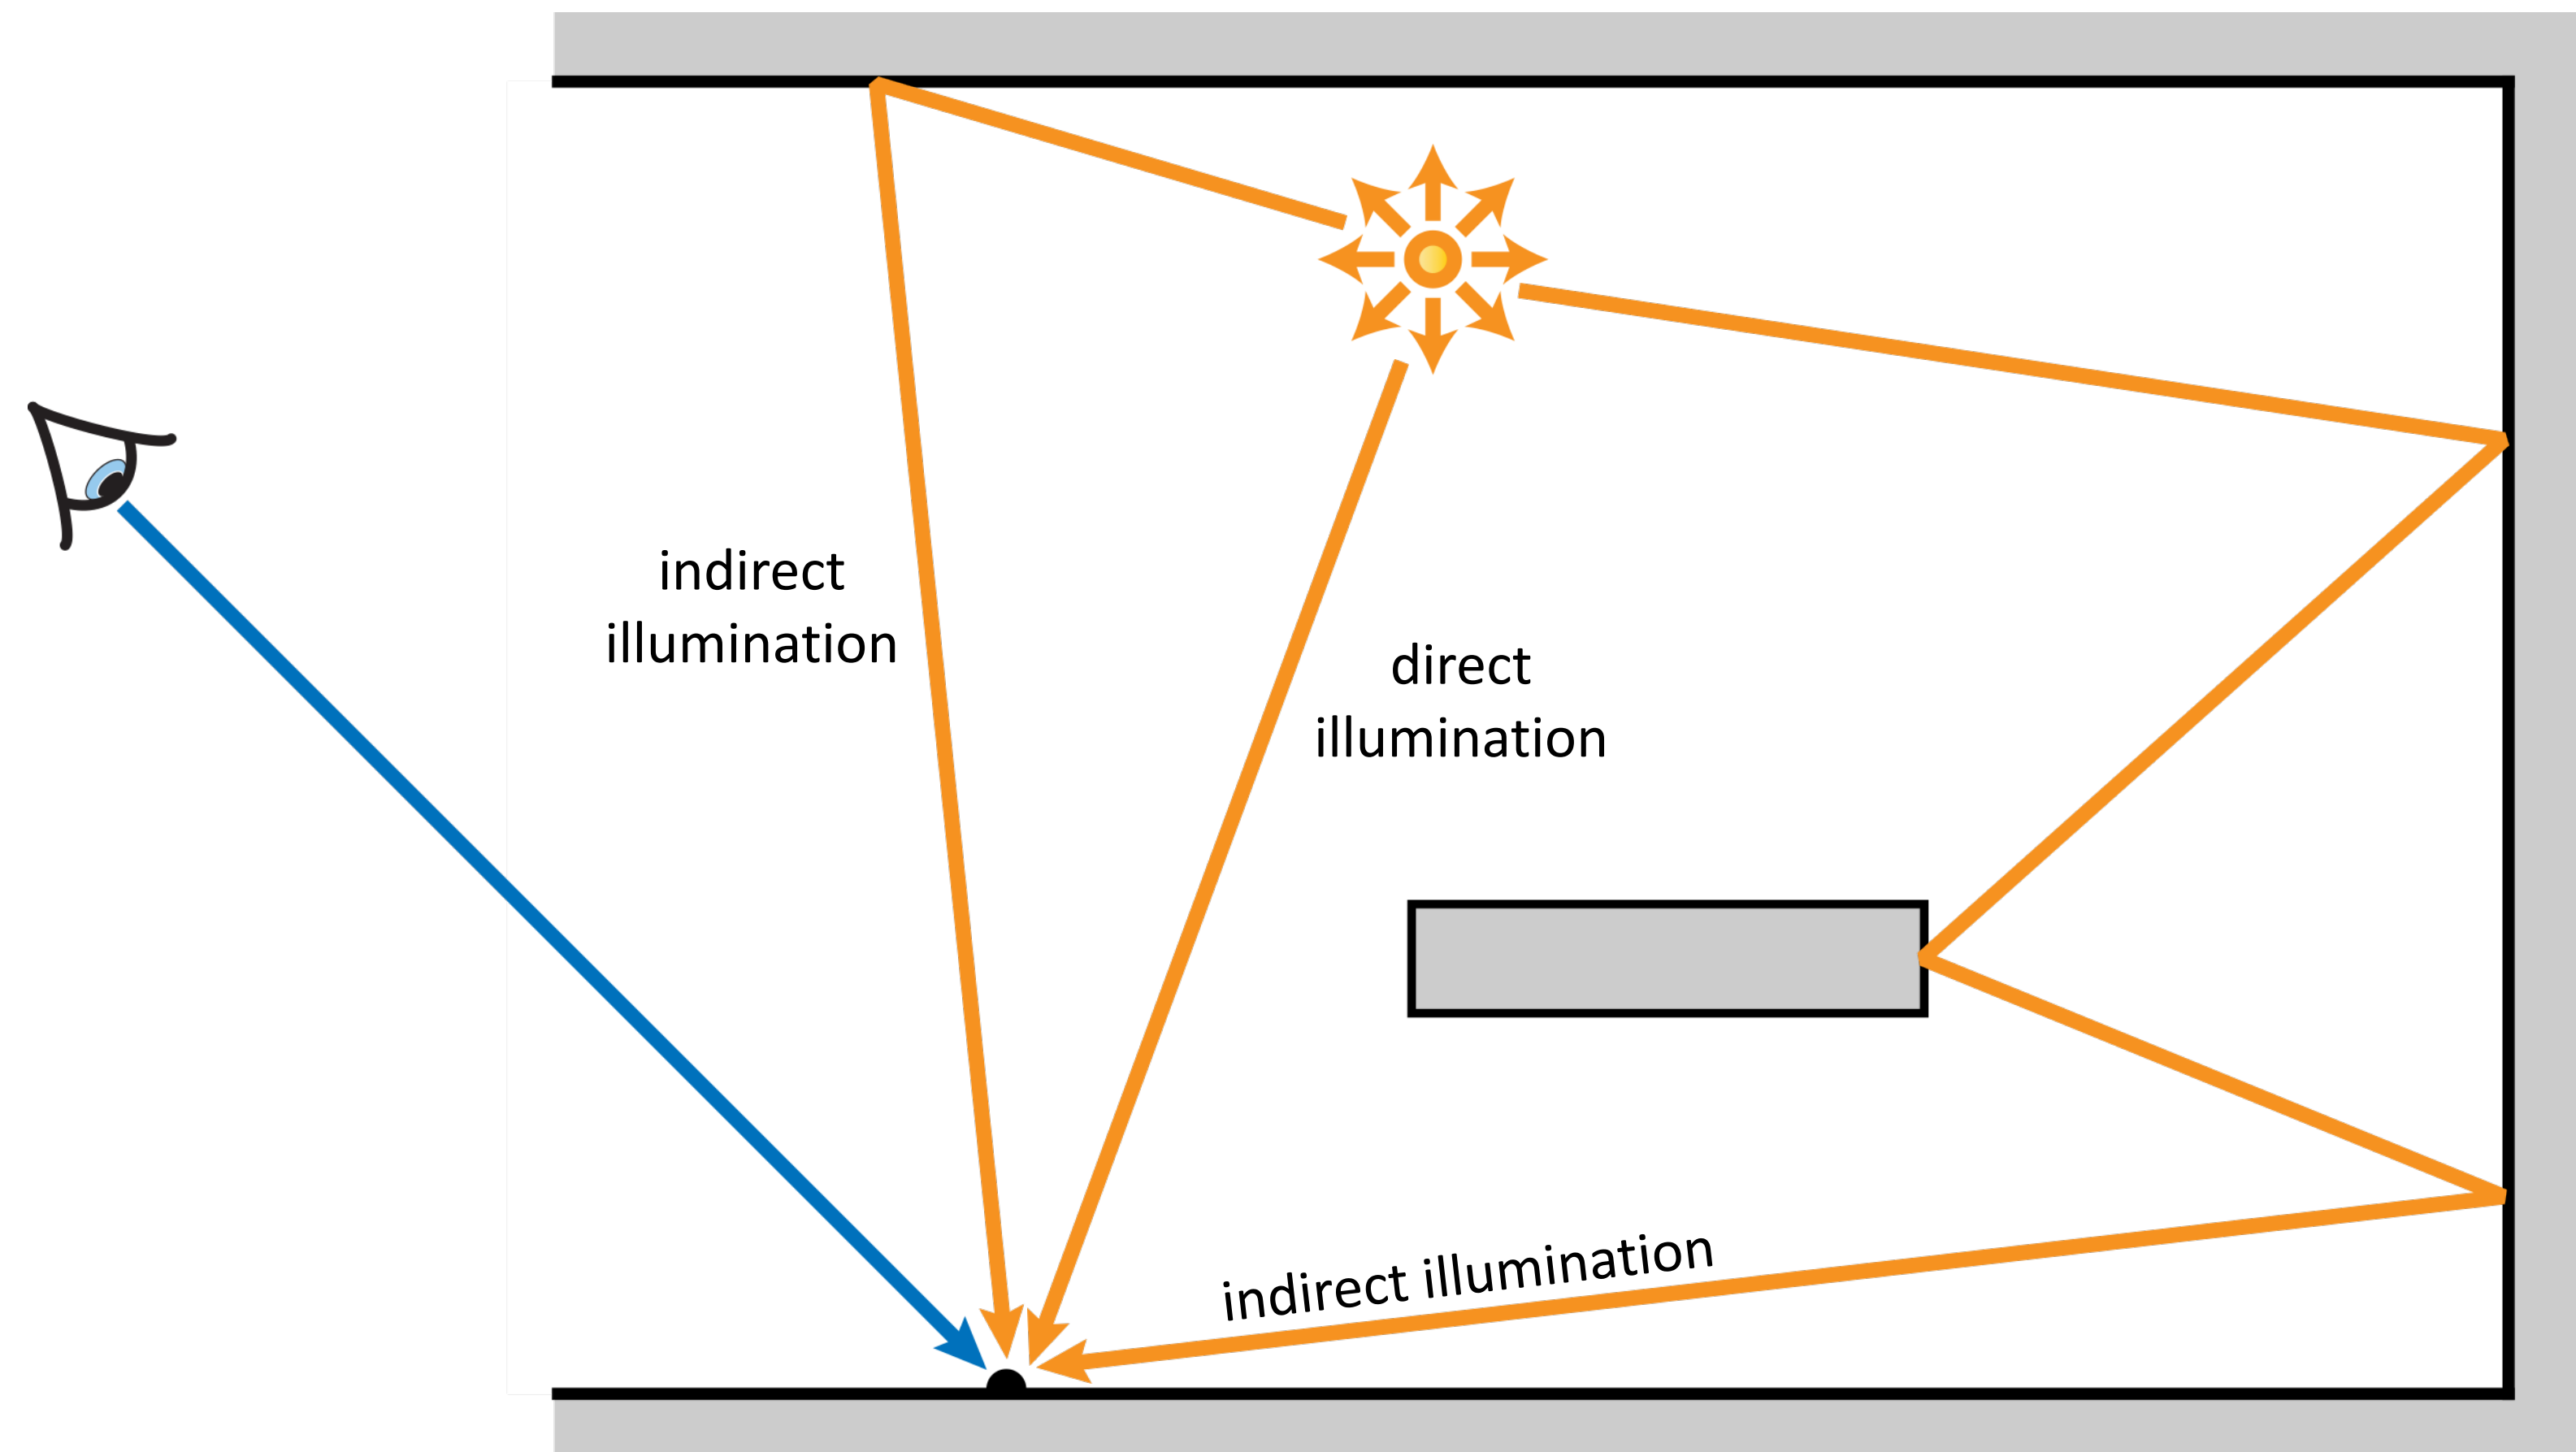 indirect
illumination
direct
illumination
indirect illumination